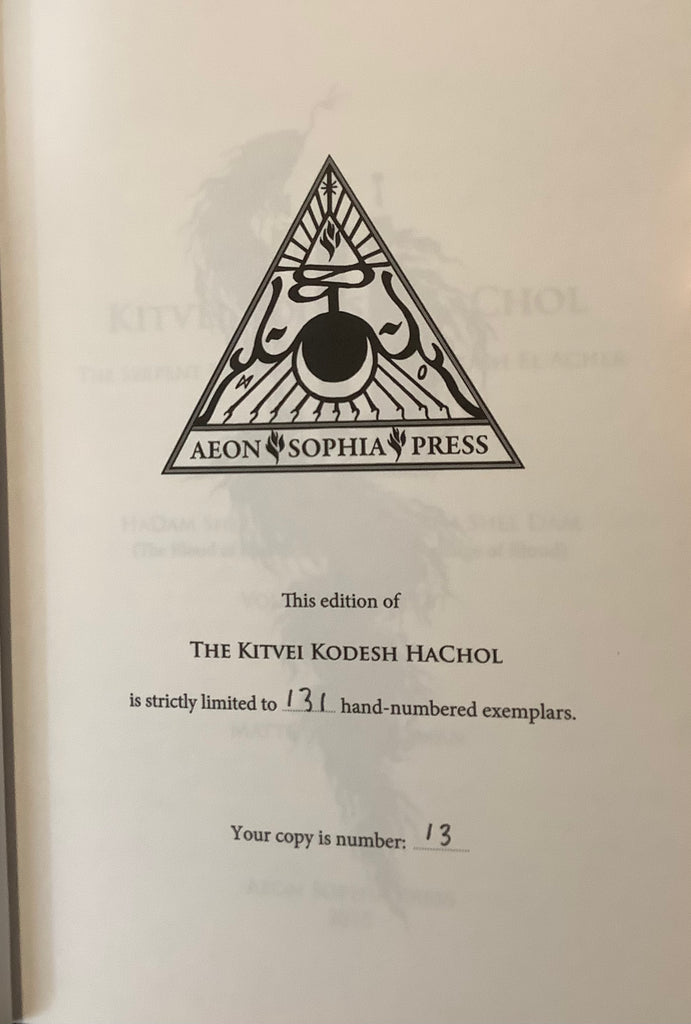 AEON SOPHIA PRESS
This edition of
THE KITVEI KODESH HACHOL
is strictly limited to 131 hand-numbered exemplars.
Your copy is number: 13